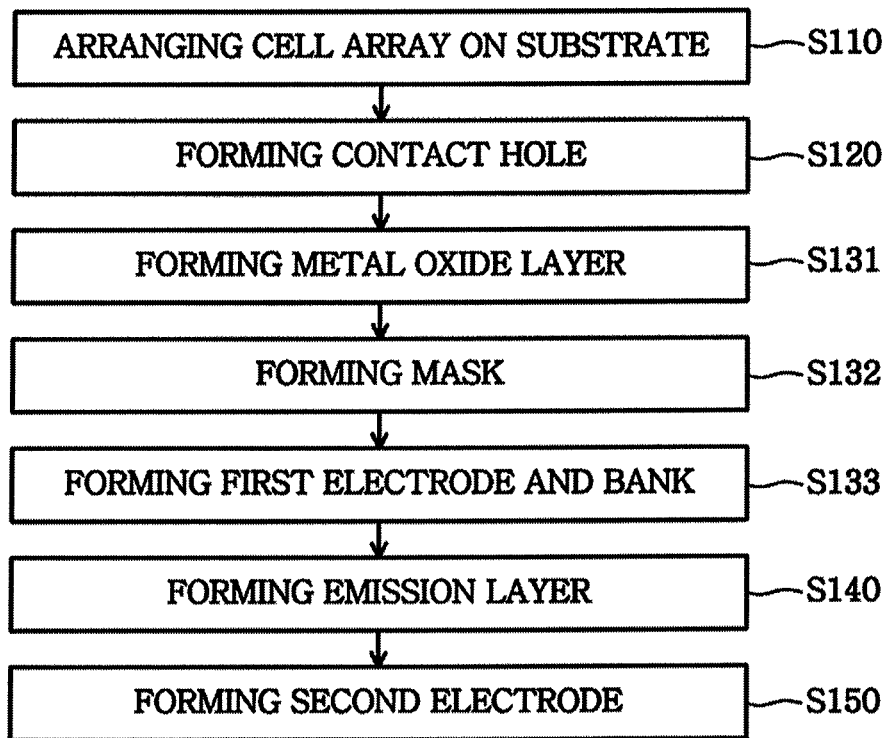 ARRANGING CELL ARRAY ON SUBSTRATE S110
FORMING CONTACT HOLE S120
FORMING METAL OXIDE LAYER S131
FORMING MASK S132
FORMING FIRST ELECTRODE AND BANK S133
FORMING EMISSION LAYER S140
FORMING SECOND ELECTRODE S150